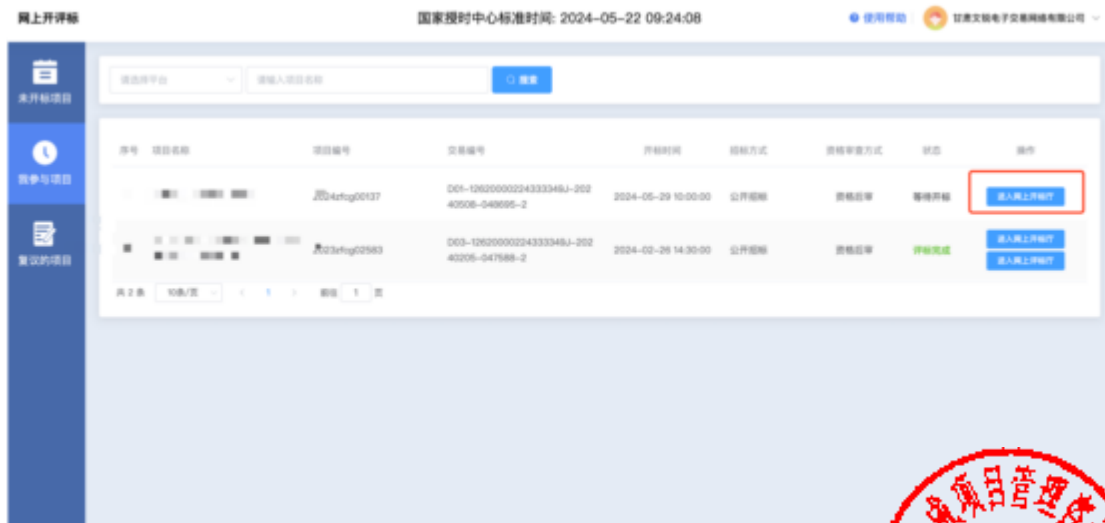 网上开评标
国家授时中心标准时间: 2024-05-22 09:24:08
使用帮助
甘肃文锐电子交易网络有限公司
未开标项目
我参与项目
复议的项目
请选择平台
请输入项目名称
搜索
序号 项目名称 项目编号 交易编号 开标时间 招标方式 资格审查方式 状态 操作
2024zfcg00137
D01-12620000224333349J-202
40508-048695-2
2024-05-29 10:00:00 公开招标 资格后审 等待开标
进入网上开标厅
2023zfcg02583
D03-12620000224333349J-202
40205-047588-2
2024-02-26 14:30:00 公开招标 资格后审 评标完成
进入网上开标厅
进入网上评标厅
共 2 条 10条/页 1 前往 1 页
项目管理